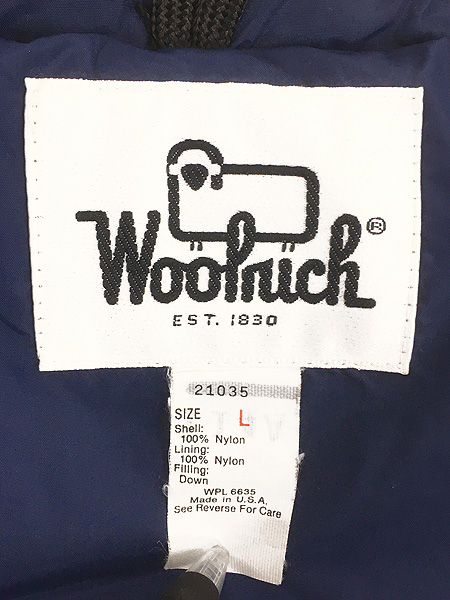 Woolrich®
EST. 1830
21035
SIZE L
Shell:
100% Nylon
Lining:
100% Nylon
Filling:
Down
WPL 6635
Made in U.S.A.
See Reverse For Care